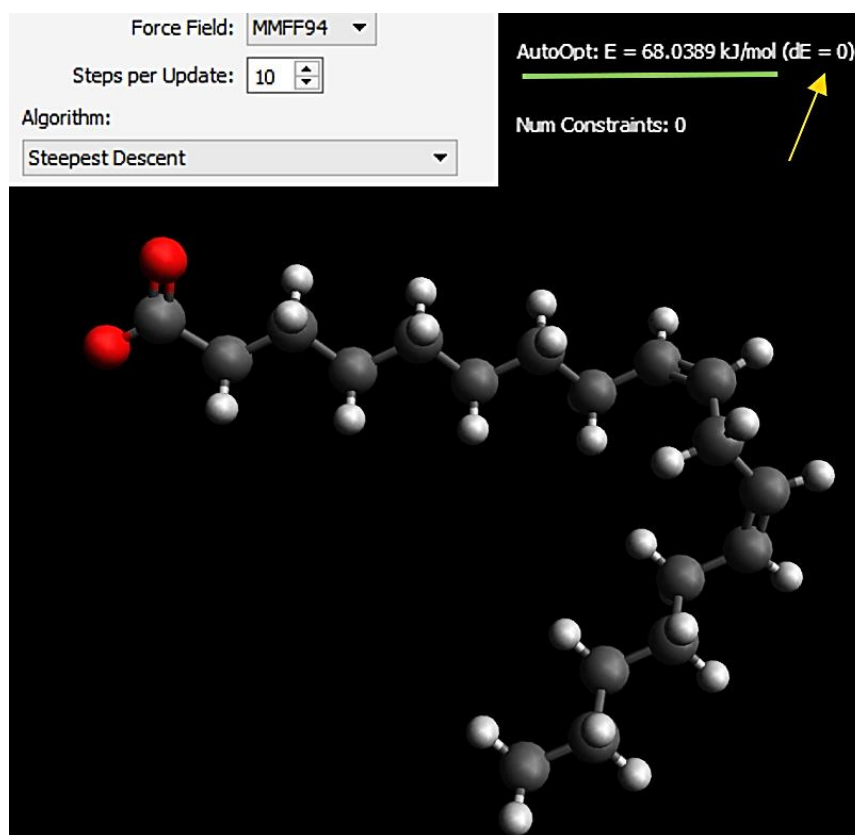 Force Field: MMFF94
Steps per Update: 10
Algorithm:
Steepest Descent
AutoOpt: E = 68.0389 kJ/mol (dE = 0)
Num Constraints: 0